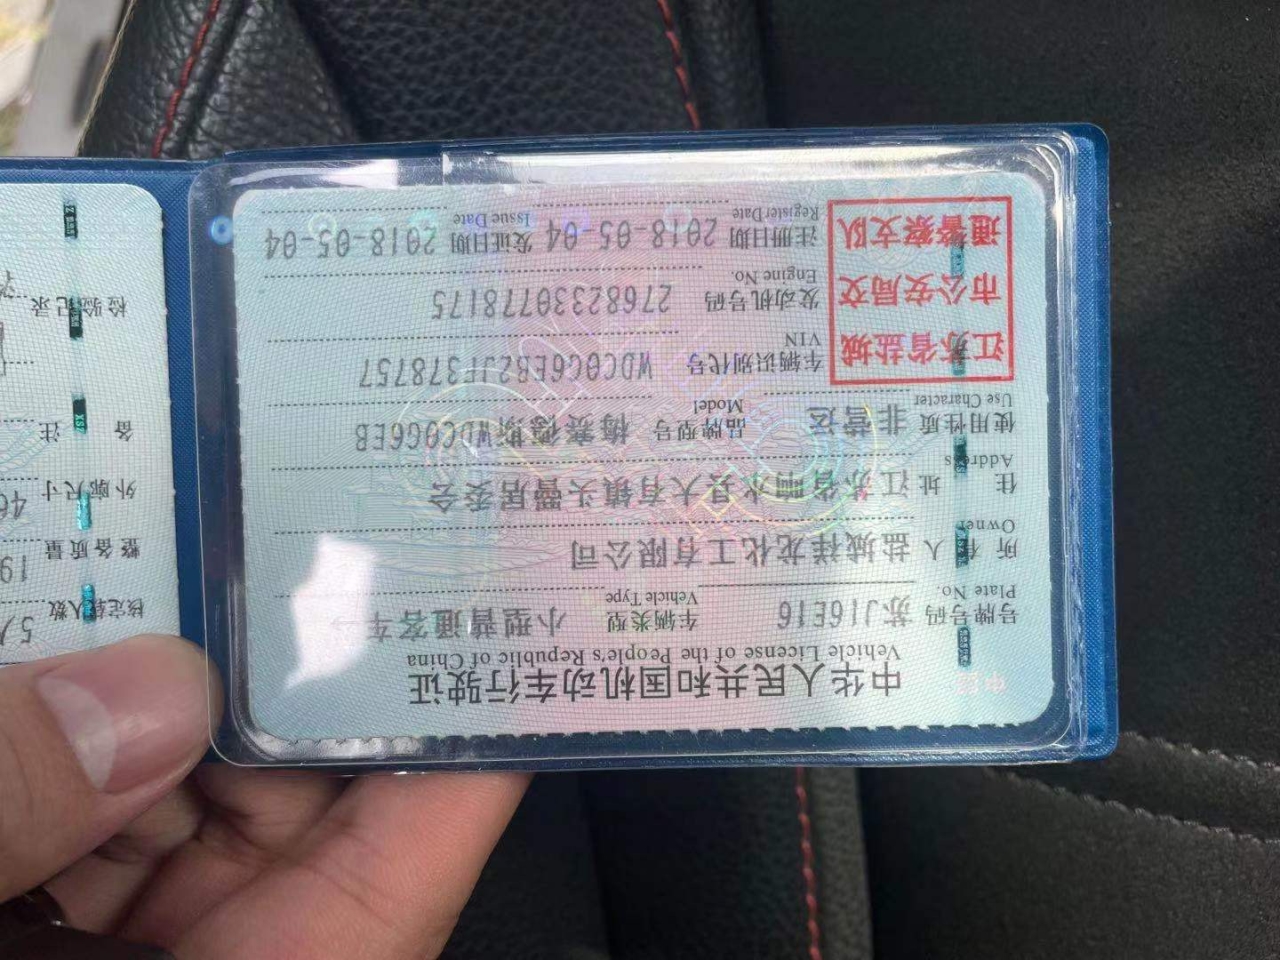 中华人民共和国机动车行驶证
Vehicle License of the People's Republic of China
号牌号码 苏J16E16 车辆类型 小型普通客车
Plate No. Vehicle Type
所有人 盐城祥龙化工有限公司
Owner
住址 江苏省响水县大有镇头罾居委会
Address
使用性质 非营运 品牌型号 梅赛德斯WDC0G6EB
Use Character Model
江苏省盐城
市公安局交
通警察支队
车辆识别代号 WDC0G6EB2JF378757
VIN
发动机号码 27682330778175
Engine No.
注册日期 2018-05-04 发证日期 2018-05-04
Register Date Issue Date
核定载人数 5人
整备质量 19
外廓尺寸 46
备注
检验记录